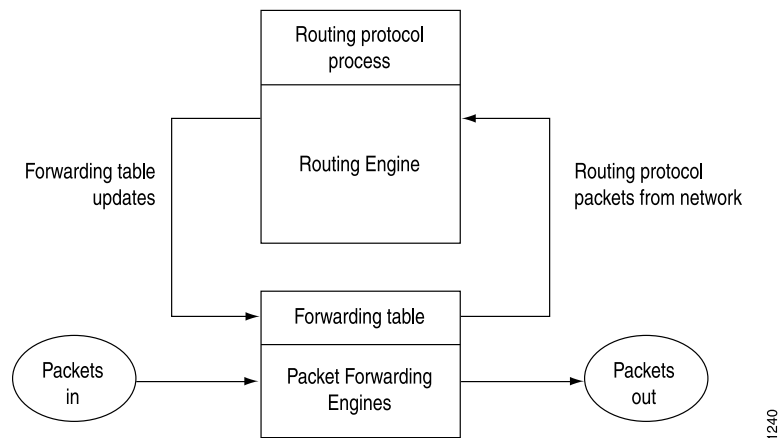 Routing protocol
process
Routing Engine
Forwarding table
updates
Routing protocol
packets from network
Forwarding table
Packets
in
Packet Forwarding
Engines
Packets
out
1240